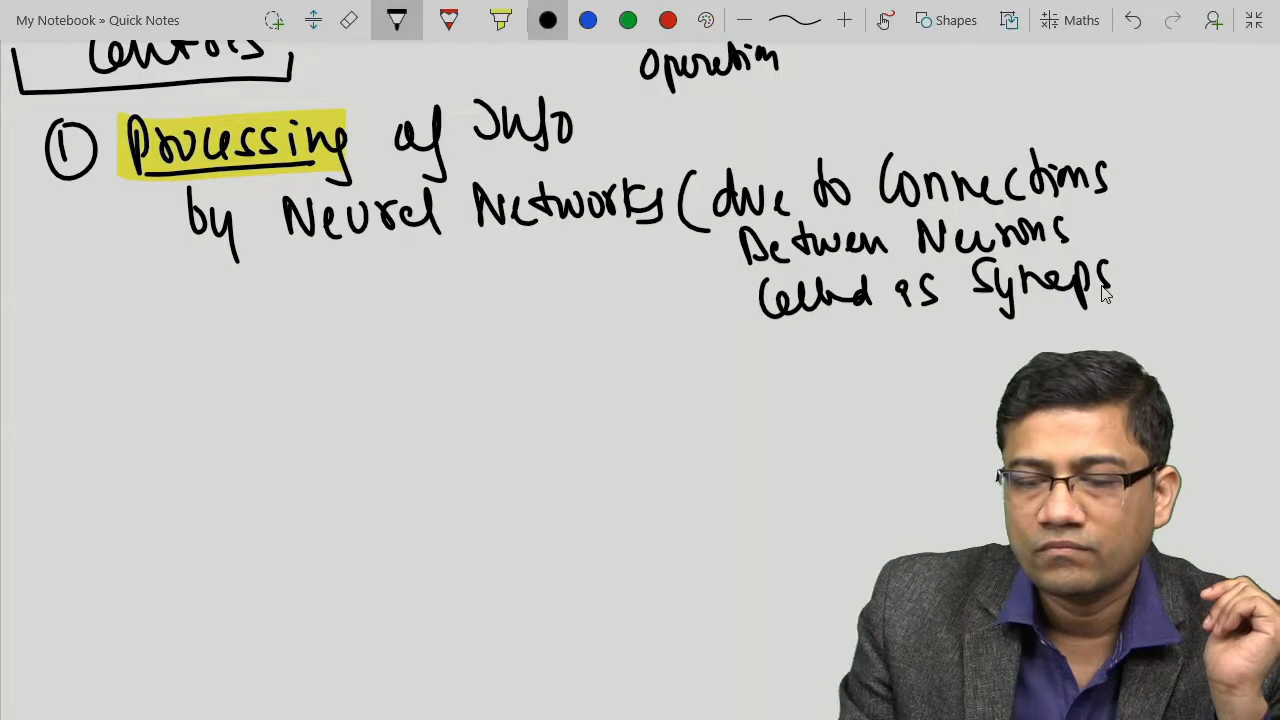 My Notebook » Quick Notes
Shapes
Maths
Operation
① Processing of Info
by Neural Networks (due to Connections
Between Neurons
Called as Synaps